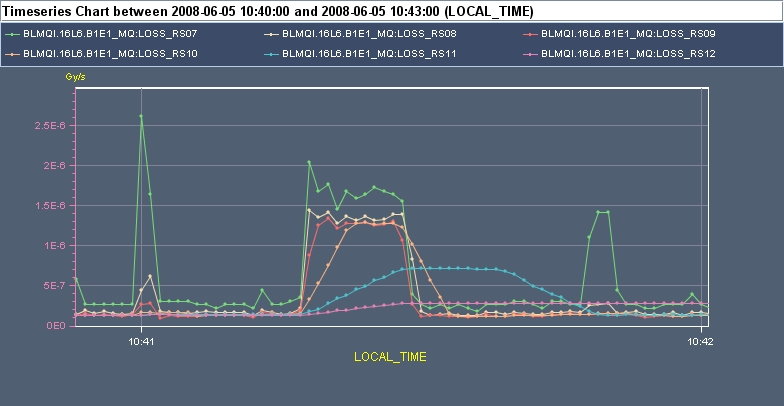 Timeseries Chart between 2008-06-05 10:40:00 and 2008-06-05 10:43:00 (LOCAL_TIME)
BLMQI.16L6.B1E1_MQ:LOSS_RS07 BLMQI.16L6.B1E1_MQ:LOSS_RS08 BLMQI.16L6.B1E1_MQ:LOSS_RS09
BLMQI.16L6.B1E1_MQ:LOSS_RS10 BLMQI.16L6.B1E1_MQ:LOSS_RS11 BLMQI.16L6.B1E1_MQ:LOSS_RS12
Gy/s
2.5E-6
2E-6
1.5E-6
1E-6
5E-7
0E0
10:41 10:42
LOCAL_TIME